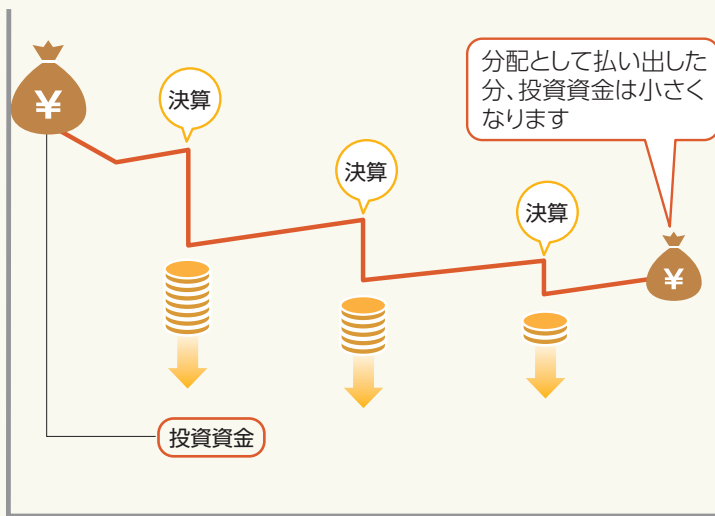 ¥
決算
分配として払い出した
分、投資資金は小さく
なります
決算
決算
¥
投資資金